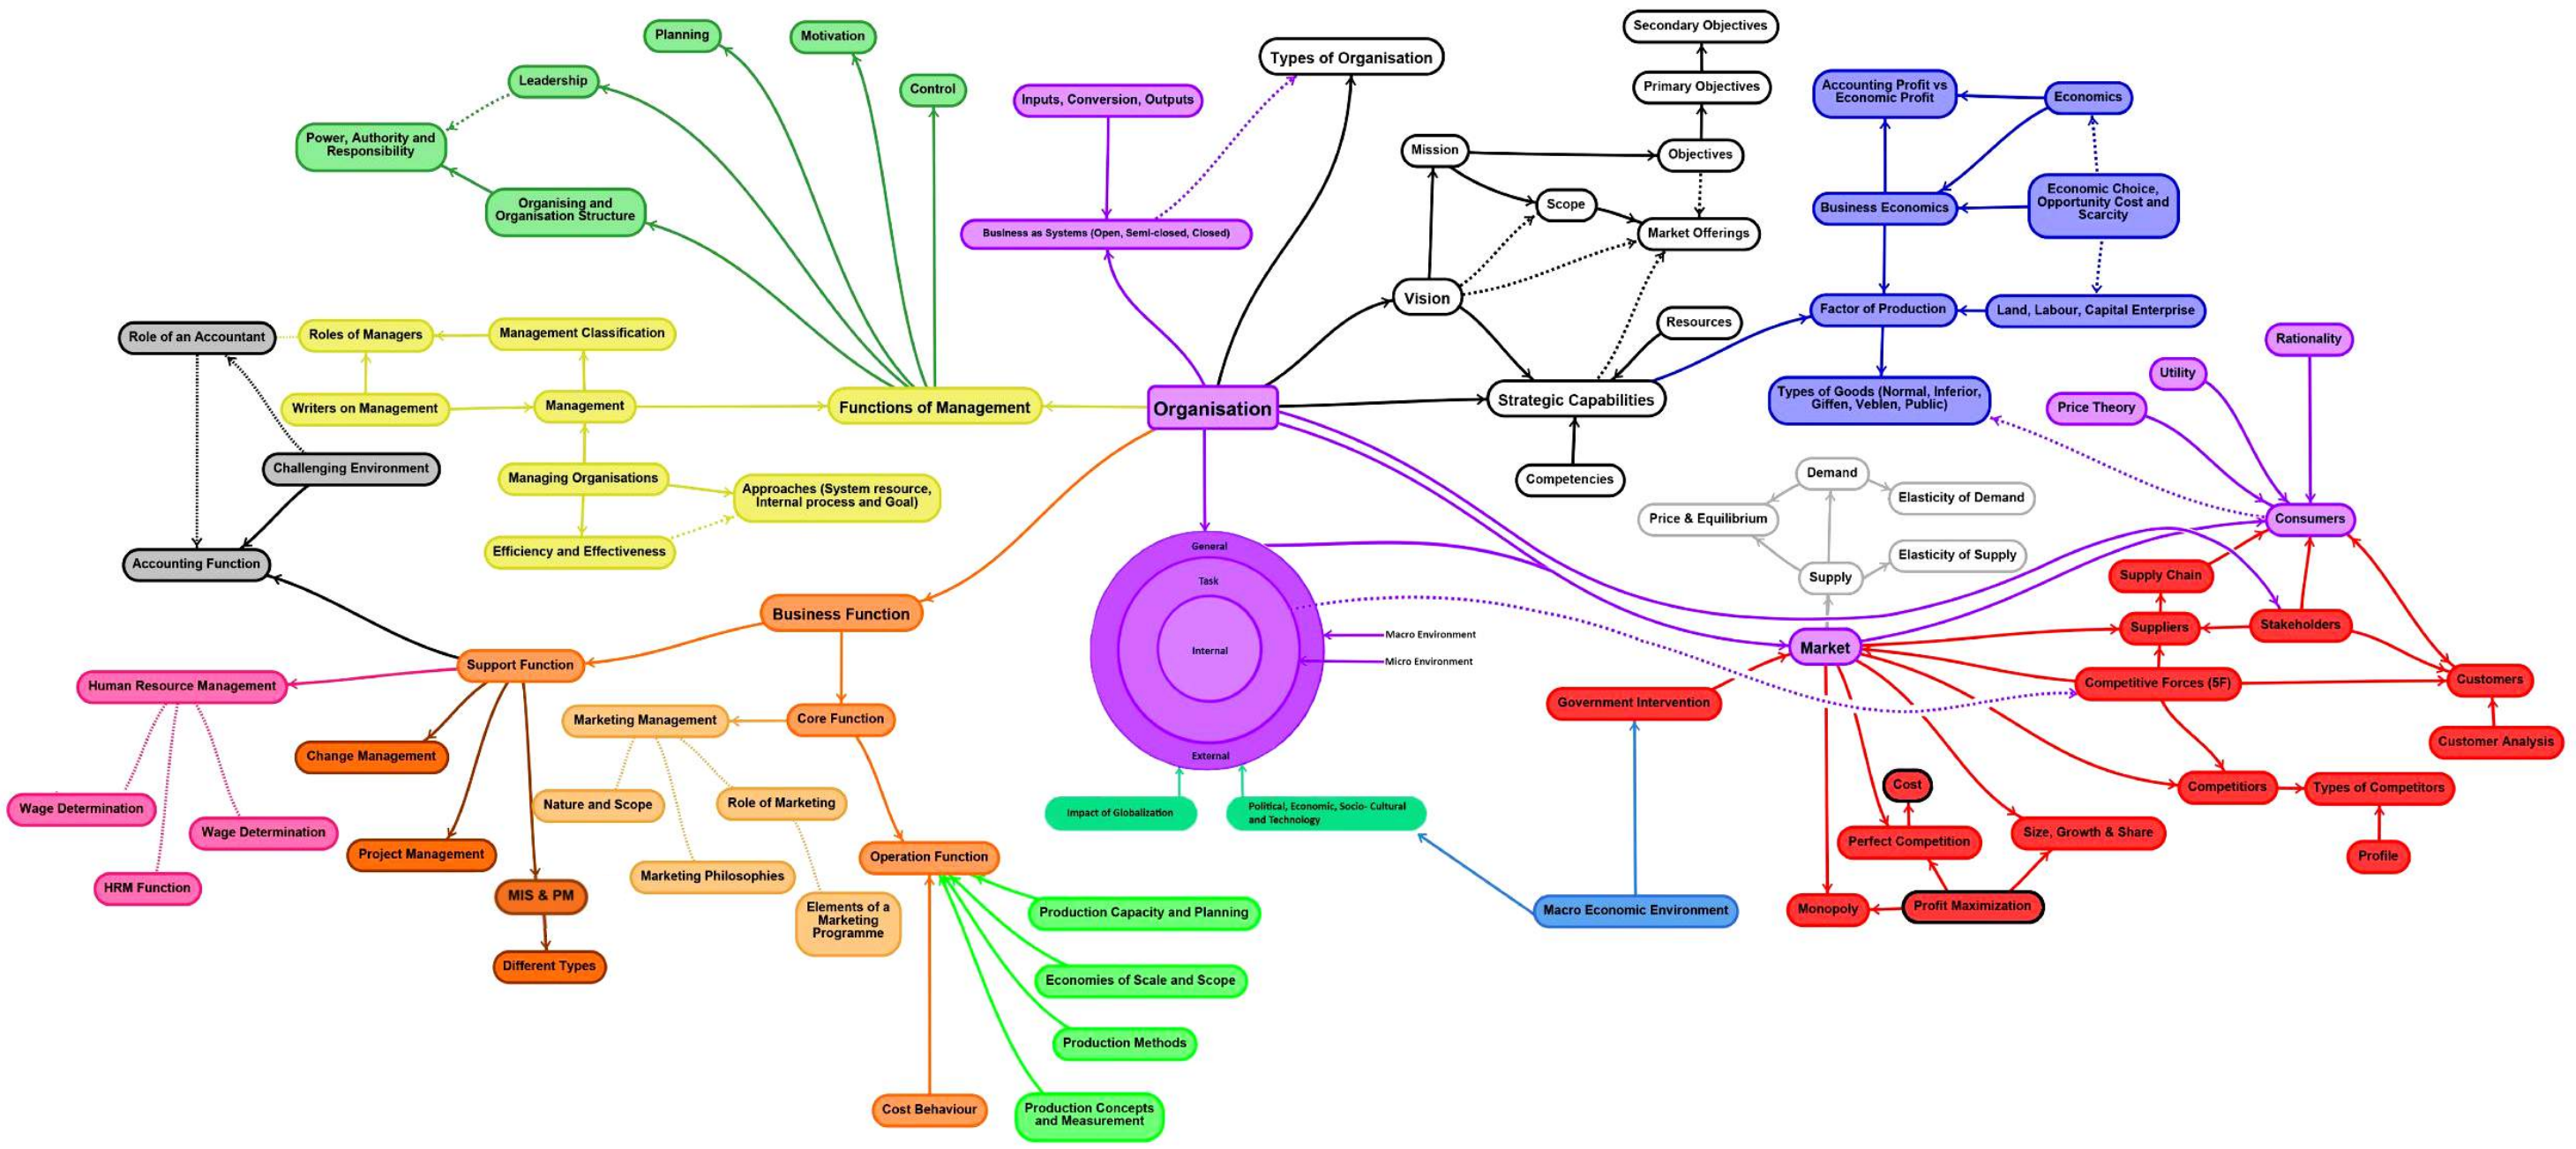 Planning
Motivation
Leadership
Control
Power, Authority and
Responsibility
Organising and
Organisation Structure
Types of Organisation
Inputs, Conversion, Outputs
Business as Systems (Open, Semi-closed, Closed)
Secondary Objectives
Primary Objectives
Mission
Objectives
Scope
Market Offerings
Vision
Resources
Strategic Capabilities
Competencies
Accounting Profit vs
Economic Profit
Economics
Business Economics
Economic Choice,
Opportunity Cost and
Scarcity
Factor of Production
Land, Labour, Capital Enterprise
Types of Goods (Normal, Inferior,
Giffen, Veblen, Public)
Rationality
Utility
Price Theory
Consumers
Role of an Accountant
Roles of Managers
Management Classification
Writers on Management
Management
Functions of Management
Organisation
Challenging Environment
Managing Organisations
Approaches (System resource,
Internal process and Goal)
Efficiency and Effectiveness
Accounting Function
Demand
Elasticity of Demand
Price & Equilibrium
Elasticity of Supply
Supply
General
Task
Internal
External
Macro Environment
Micro Environment
Impact of Globalization
Political, Economic, Socio- Cultural
and Technology
Business Function
Support Function
Human Resource Management
Change Management
Project Management
MIS & PM
Different Types
Wage Determination
Wage Determination
HRM Function
Core Function
Marketing Management
Nature and Scope
Role of Marketing
Marketing Philosophies
Elements of a
Marketing
Programme
Operation Function
Production Capacity and Planning
Economies of Scale and Scope
Production Methods
Production Concepts
and Measurement
Cost Behaviour
Market
Supply Chain
Suppliers
Stakeholders
Competitive Forces (5F)
Customers
Customer Analysis
Government Intervention
Competitiors
Types of Competitors
Profile
Cost
Perfect Competition
Size, Growth & Share
Monopoly
Profit Maximization
Macro Economic Environment